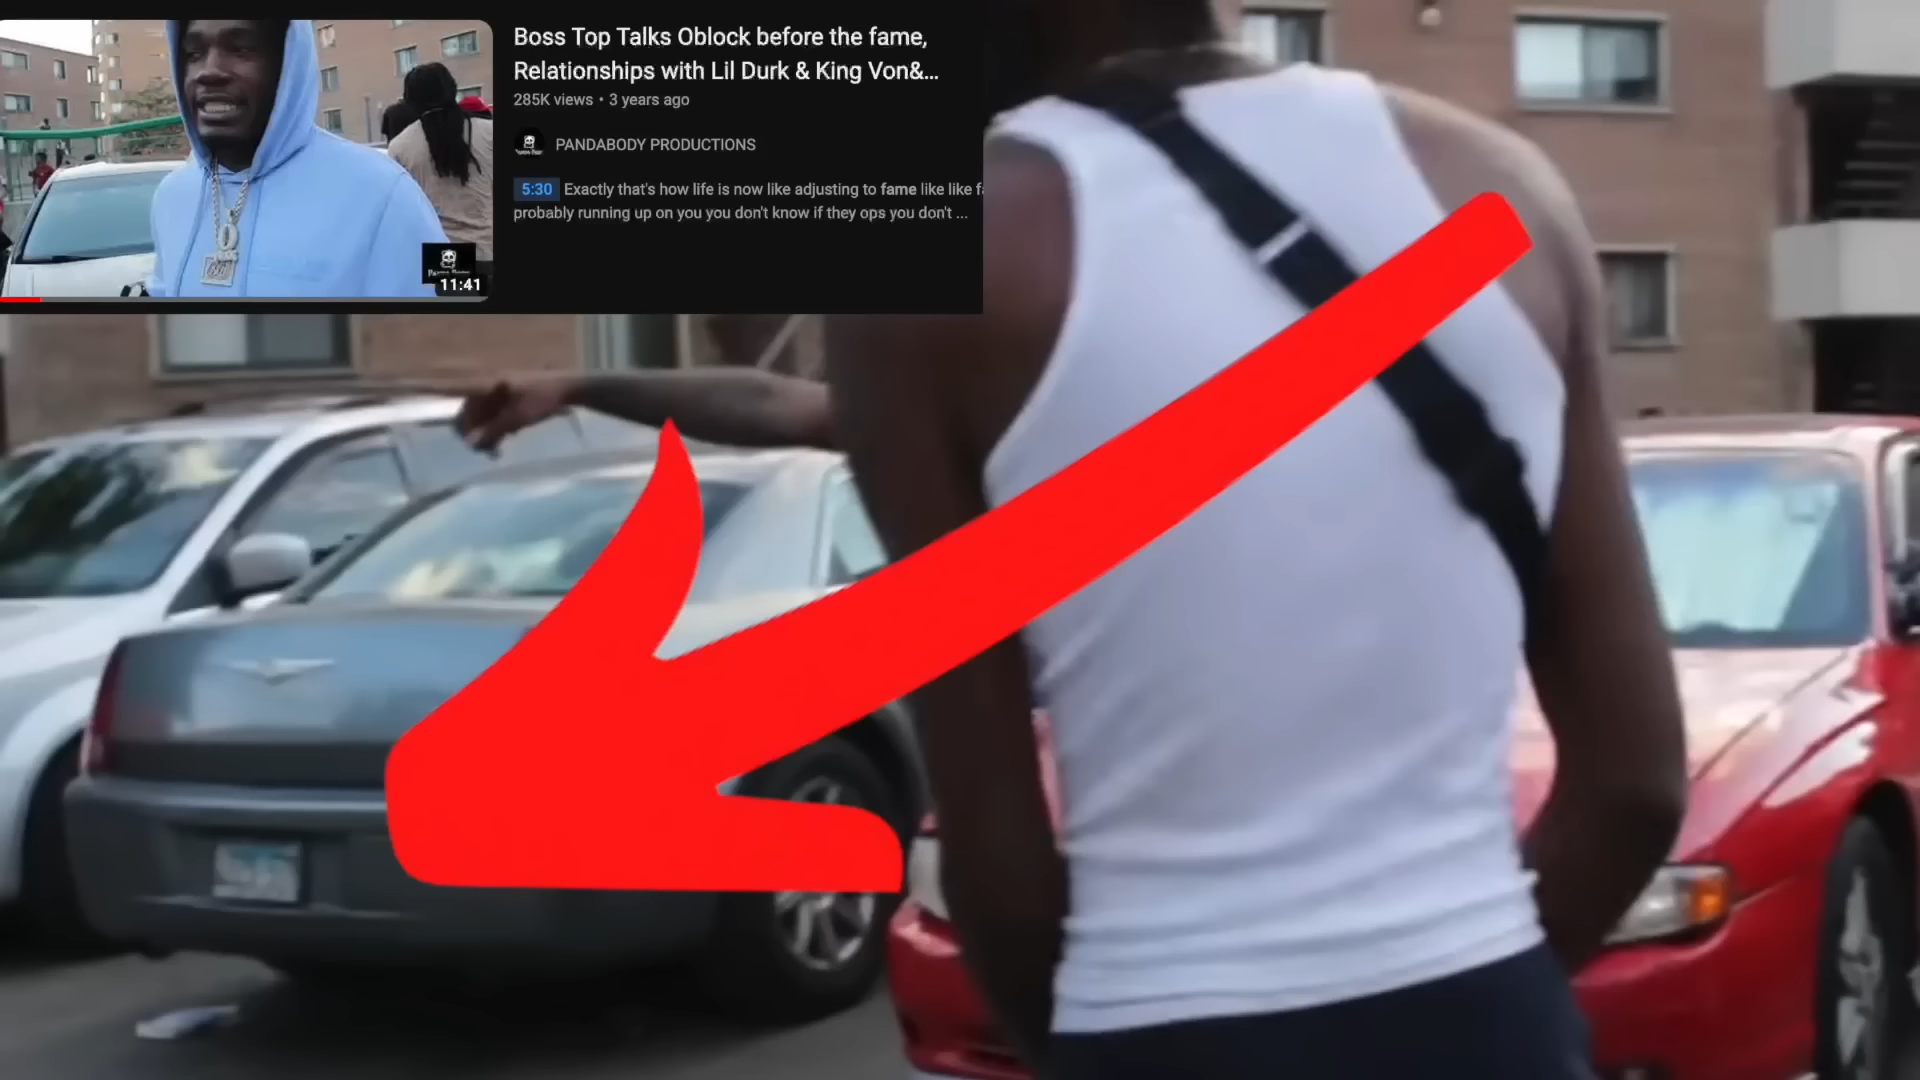 Boss Top Talks Oblock before the fame,
Relationships with Lil Durk & King Von&...
285K views • 3 years ago
PANDABODY PRODUCTIONS
5:30 Exactly that's how life is now like adjusting to fame like like
probably running up on you you don't know if they ops you don't ...
11:41